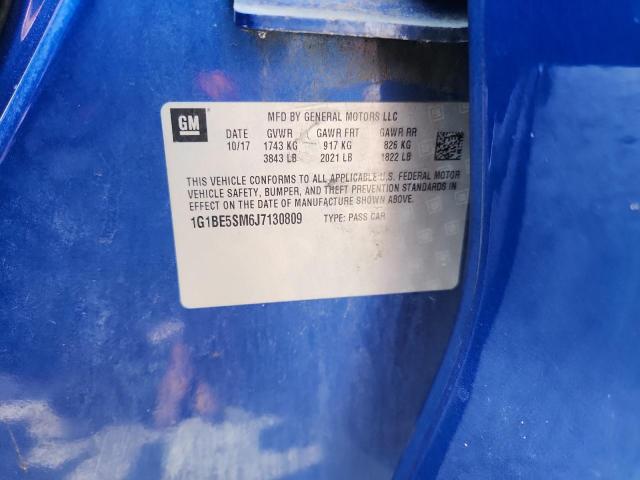 GM
MFD BY GENERAL MOTORS LLC
DATE GVWR GAWR FRT GAWR RR
10/17 1743 KG 917 KG 826 KG
3843 LB 2021 LB 1822 LB
THIS VEHICLE CONFORMS TO ALL APPLICABLE U.S. FEDERAL MOTOR
VEHICLE SAFETY, BUMPER, AND THEFT PREVENTION STANDARDS IN
EFFECT ON THE DATE OF MANUFACTURE SHOWN ABOVE.
1G1BE5SM6J7130809 TYPE: PASS CAR